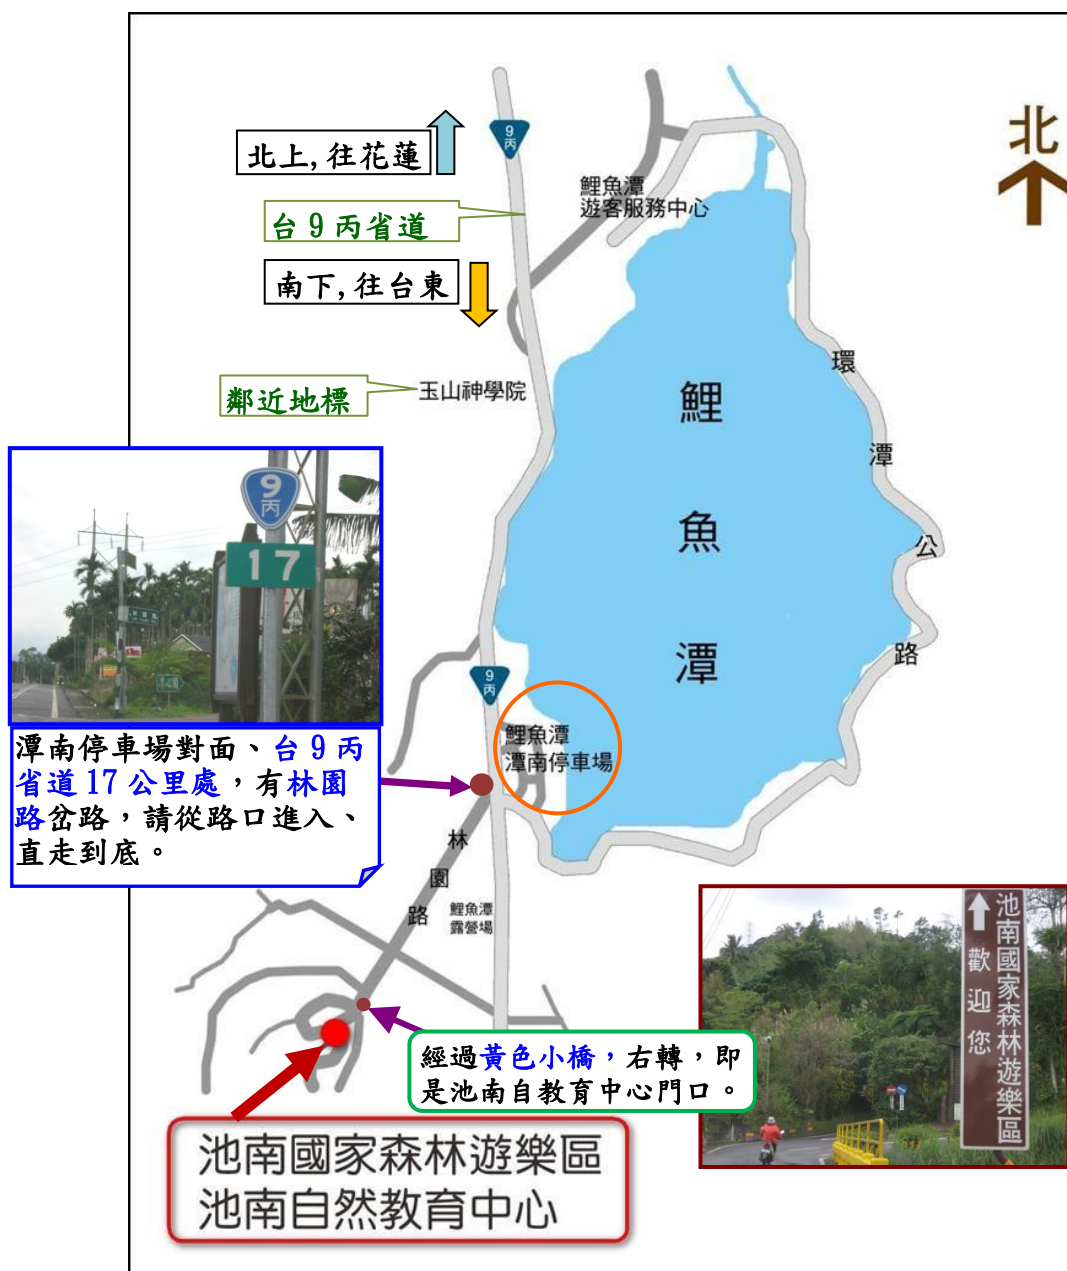 北
9
丙
北上,往花蓮
鯉魚潭
遊客服務中心
台9丙省道
南下,往台東
環
潭
公
路
鄰近地標
玉山神學院
鯉
魚
潭
9
丙
17
9
丙
鯉魚潭
潭南停車場
潭南停車場對面、台9丙
省道17公里處，有林園
路岔路，請從路口進入、
直走到底。
林
園
路
鯉魚潭
露營場
池南國家森林遊樂區
歡迎您
經過黃色小橋，右轉，即
是池南自教育中心門口。
池南國家森林遊樂區
池南自然教育中心